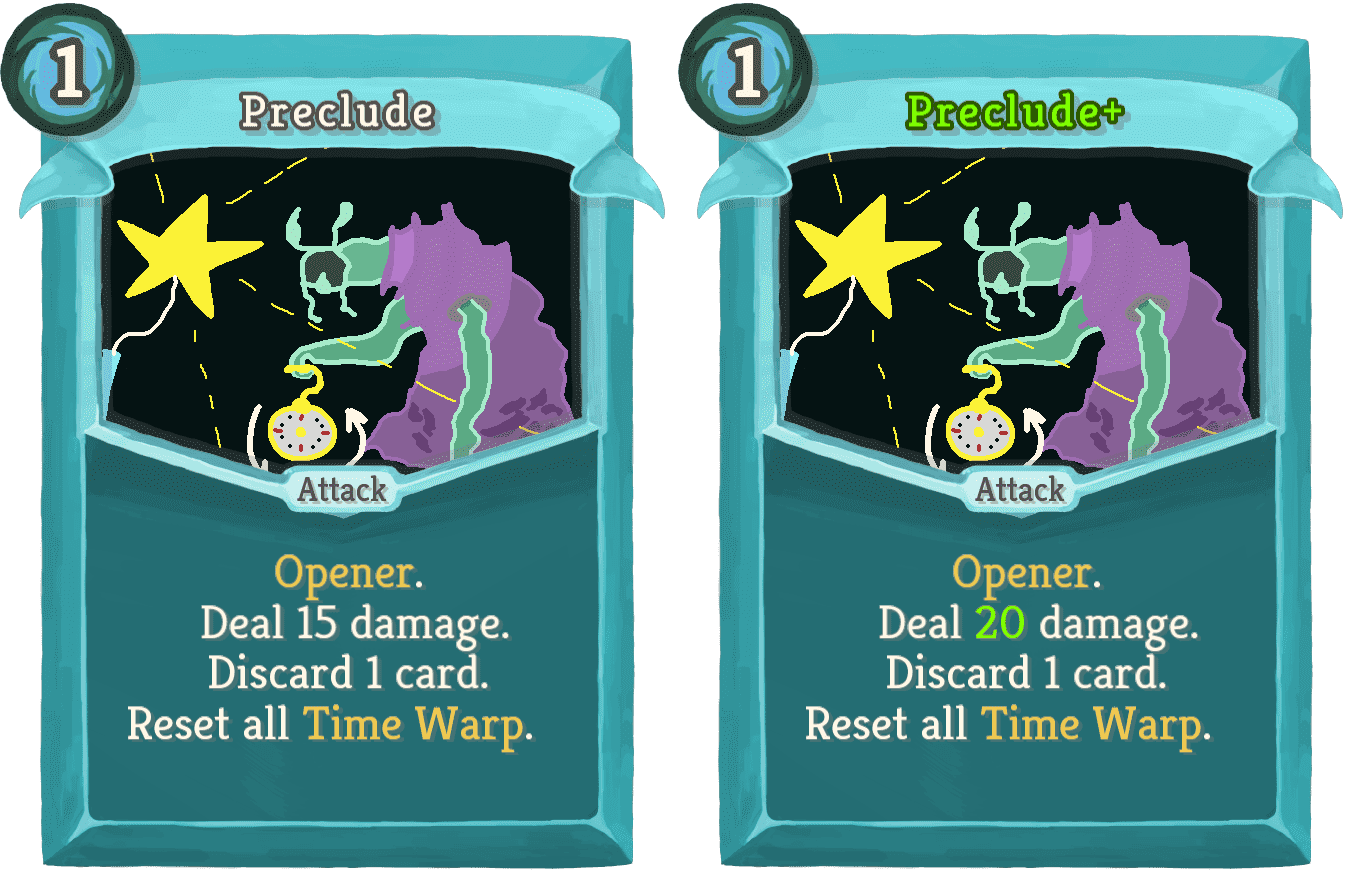 1
Preclude
Attack
Opener.
Deal 15 damage.
Discard 1 card.
Reset all Time Warp.
1
Preclude+
Attack
Opener.
Deal 20 damage.
Discard 1 card.
Reset all Time Warp.